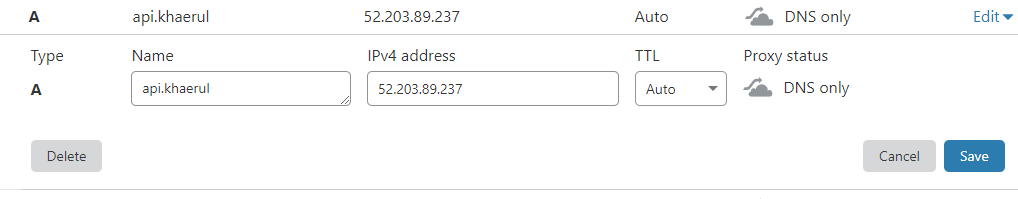 A api.khaerul 52.203.89.237 Auto DNS only Edit
Type Name IPv4 address TTL Proxy status
A api.khaerul 52.203.89.237 Auto DNS only
Delete Cancel Save